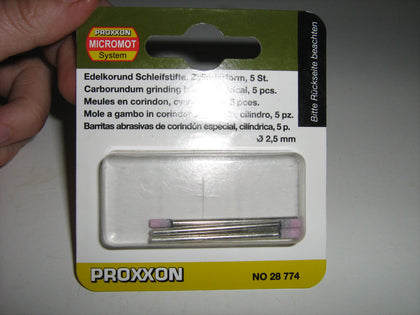 PROXXON
MICROMOT
System
Edelkorund Schleifstifte, 5 St.
Carborundum grinding 5 pcs.
Meules en corindon,
Mole a gambo in cilindro, 5 pz.
Barritas abrasivas de corindón especial, cilíndrica, 5 p.
Ø 2,5 mm
Bitte Rückseite beachten
PROXXON
NO 28 774